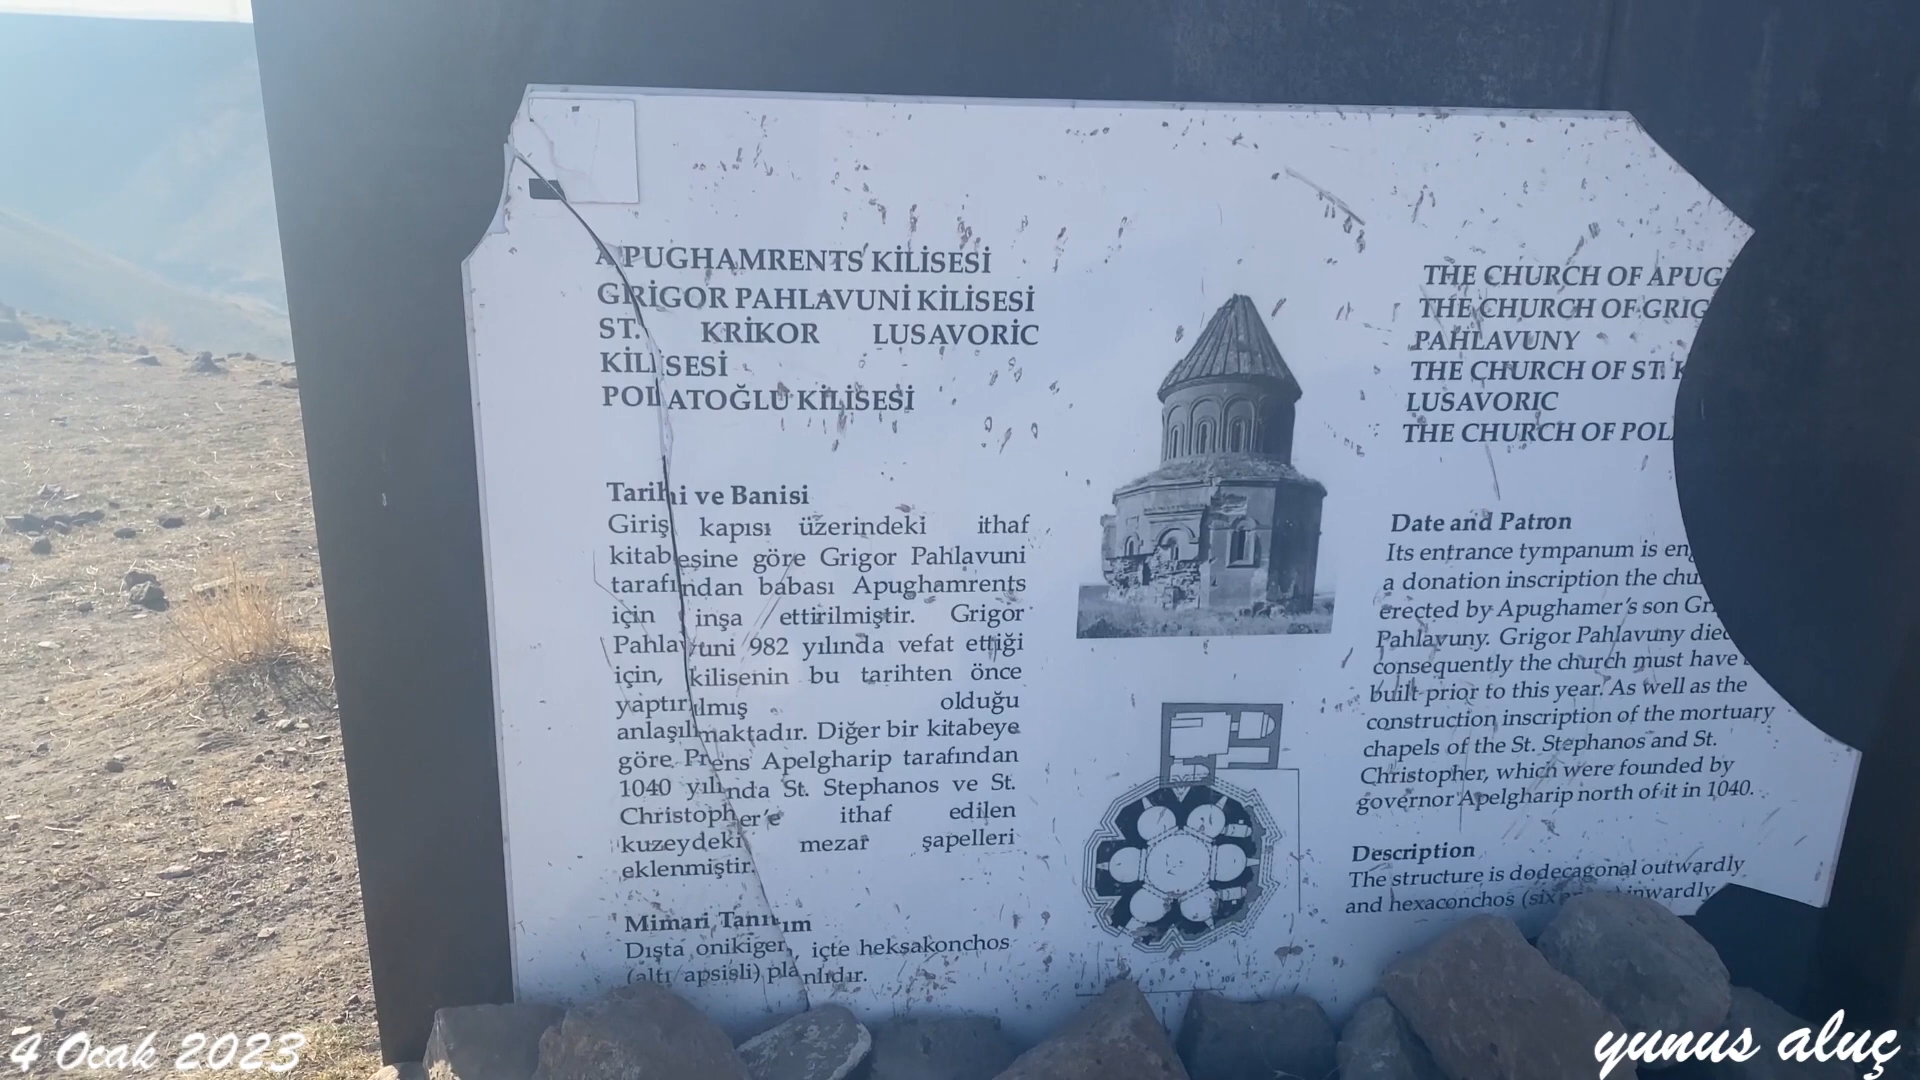 APUGHAMRENTS KİLİSESİ
GRİGOR PAHLAVUNİ KİLİSESİ
ST. KRİKOR LUSAVORİC
KİLİSESİ
POLATOĞLU KİLİSESİ
Tarihi ve Banisi
Giriş kapısı üzerindeki ithaf
kitabesine göre Grigor Pahlavuni
tarafından babası Apughamrents
için inşa ettirilmiştir. Grigor
Pahlavuni 982 yılında vefat ettiği
için, kilisenin bu tarihten önce
yaptırılmış olduğu
anlaşılmaktadır. Diğer bir kitabeye
göre Prens Apelgharip tarafından
1040 yılında St. Stephanos ve St.
Christopher'e ithaf edilen
kuzeydeki mezar şapelleri
eklenmiştir.
Mimari Tanıtım
Dışta onikigen, içte heksakonchos
(altı apsisli) planlıdır.
THE CHURCH OF APUG
THE CHURCH OF GRIG
PAHLAVUNY
THE CHURCH OF ST. K
LUSAVORIC
THE CHURCH OF POL
Date and Patron
Its entrance tympanum is en
a donation inscription the chu
erected by Apughamer's son Gr
Pahlavuny. Grigor Pahlavuny died
consequently the church must have
built prior to this year. As well as the
construction inscription of the mortuary
chapels of the St. Stephanos and St.
Christopher, which were founded by
governor Apelgharip north of it in 1040.
Description
The structure is dodecagonal outwardly
and hexaconchos (six inwardly
4 Ocak 2023
yunus aluç